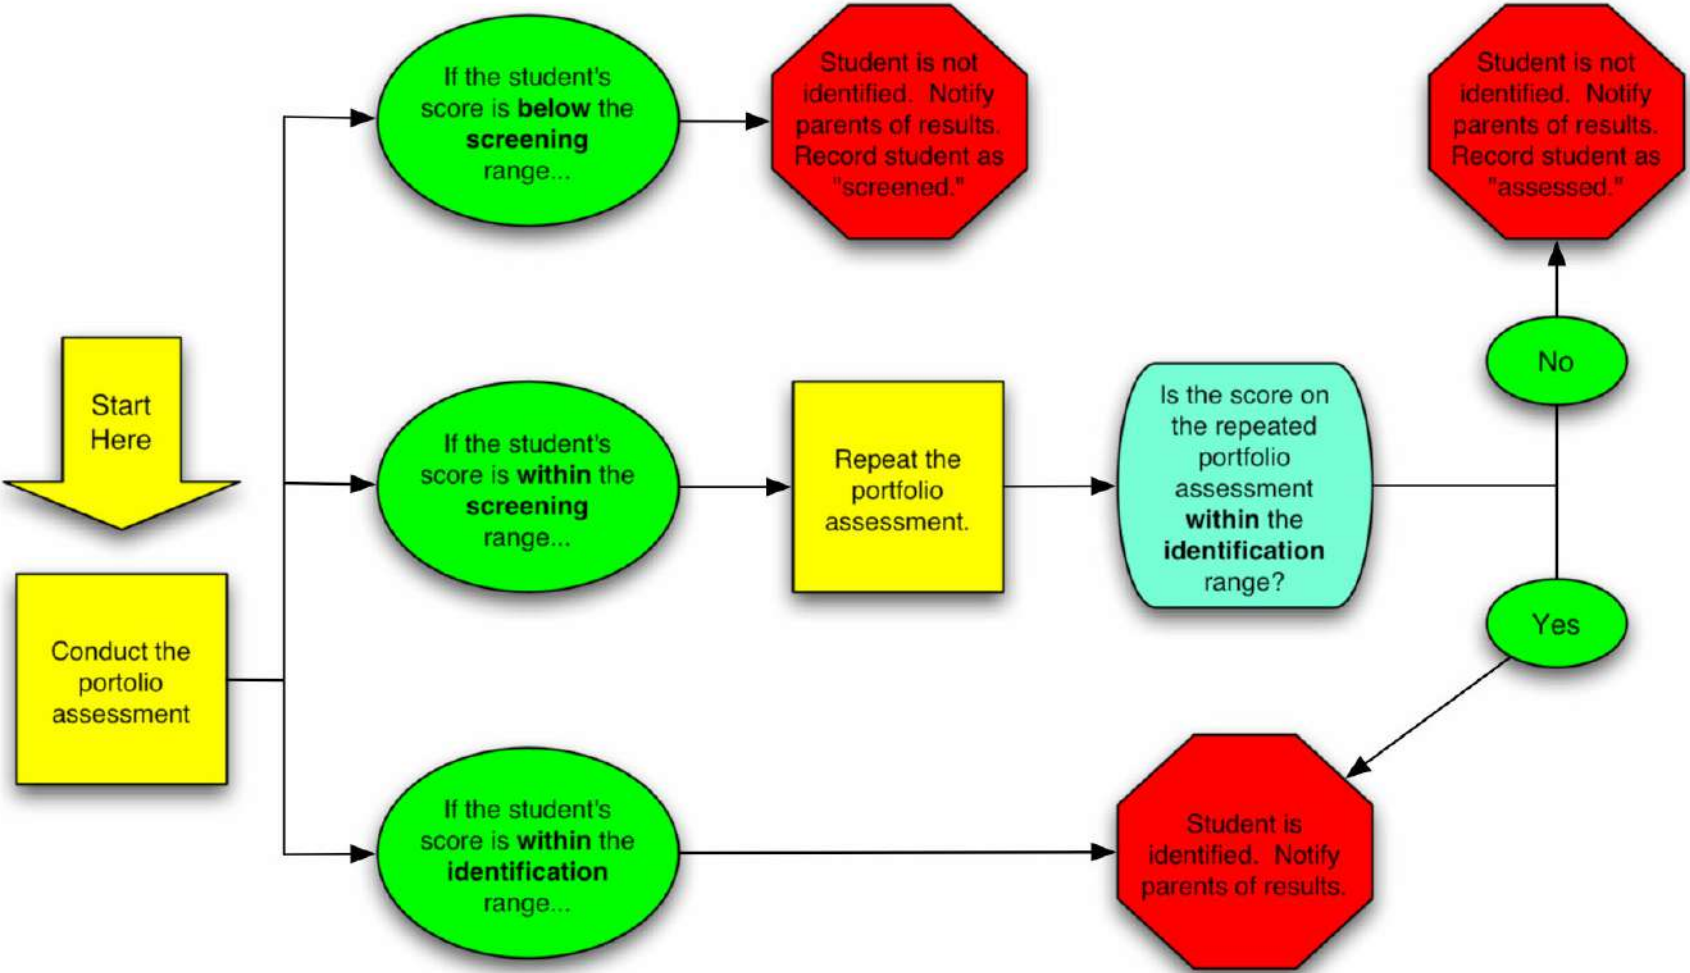 Start
Here
Conduct the
portolio
assessment
If the student's
score is below the
screening
range...
Student is not
identified.  Notify
parents of results.
Record student as
"screened."
If the student's
score is within the
screening
range...
Repeat the
portfolio
assessment.
Is the score on
the repeated
portfolio
assessment
within the
identification
range?
No
Student is not
identified.  Notify
parents of results.
Record student as
"assessed."
Yes
If the student's
score is within the
identification
range...
Student is
identified.  Notify
parents of results.